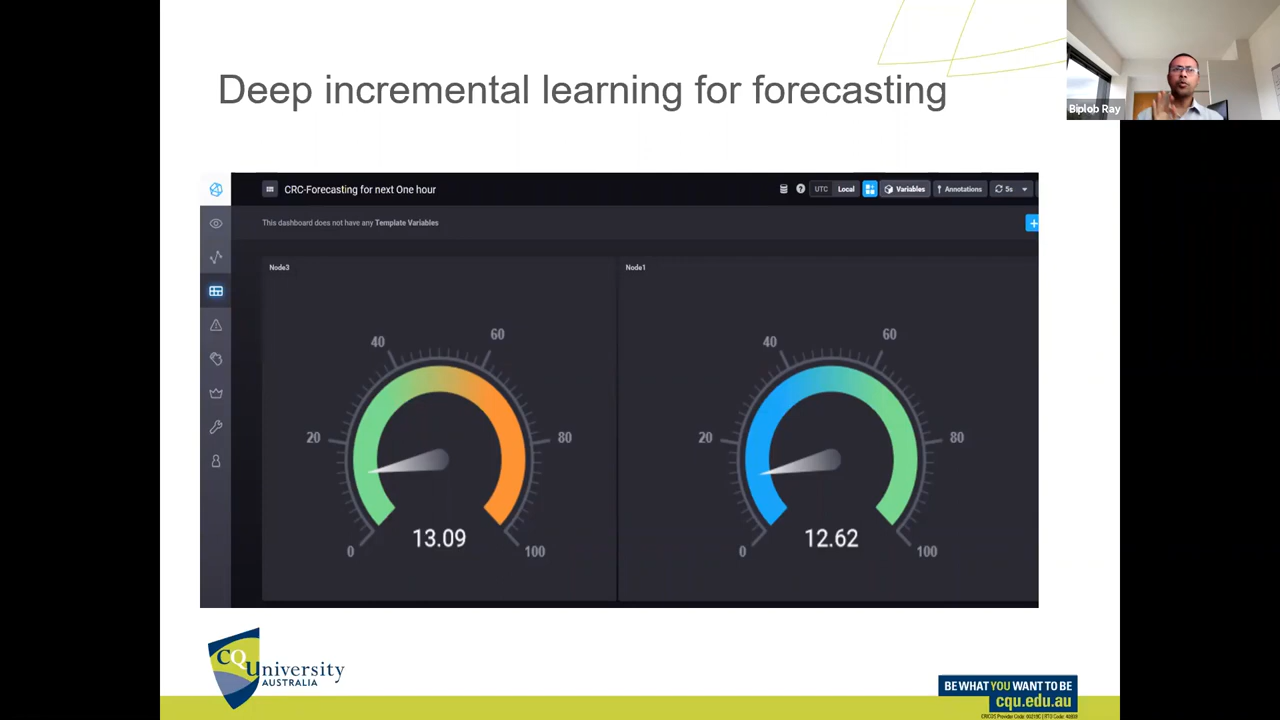 Deep incremental learning for forecasting
Biplob Ray
CRC-Forecasting for next One hour
UTC Local Variables Annotations 5s
This dashboard does not have any Template Variables
Node3
Node1
40 60
20 80
13.09
0 100
40 60
20 80
12.62
0 100
CQUniversity
AUSTRALIA
BE WHAT YOU WANT TO BE
cqu.edu.au